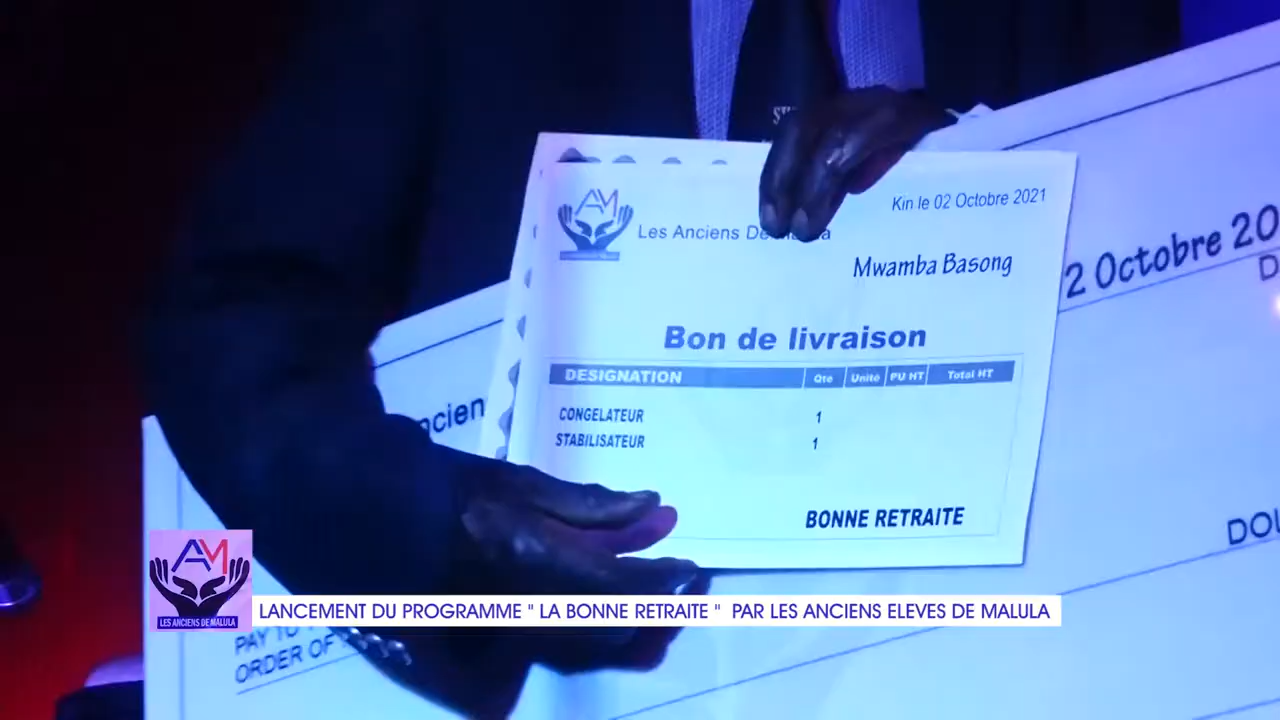 AM
Les Anciens De Malula
Kin le 02 Octobre 2021
Mwamba Basong
Bon de livraison
DESIGNATION Qte Unité PU HT Total HT
CONGELATEUR 1
STABILISATEUR 1
BONNE RETRAITE
2 Octobre 20
D
ncien
DOL
AM
LES ANCIENS DE MALULA
LANCEMENT DU PROGRAMME " LA BONNE RETRAITE " PAR LES ANCIENS ELEVES DE MALULA
PAY TO
ORDER OF